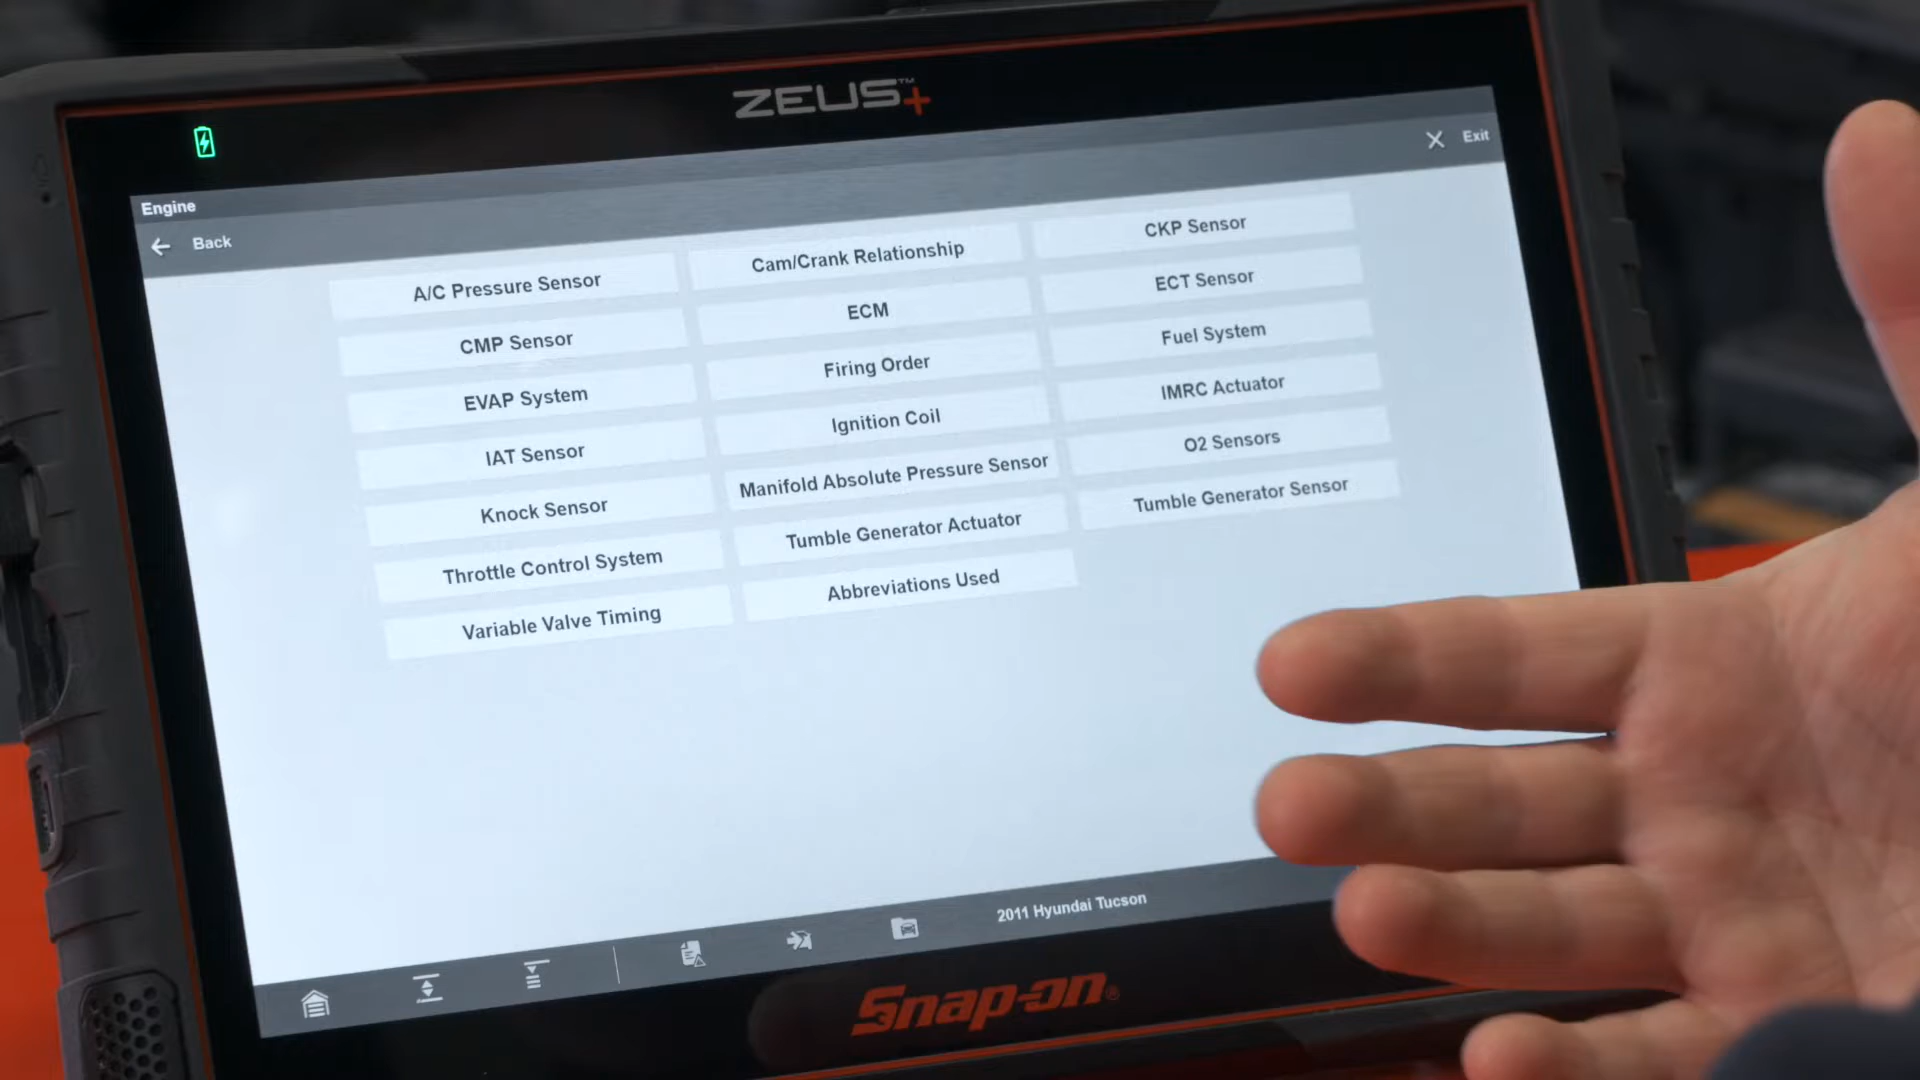 ZEUS™+
Exit
Engine
Back
A/C Pressure Sensor
Cam/Crank Relationship
CKP Sensor
CMP Sensor
ECM
ECT Sensor
EVAP System
Firing Order
Fuel System
IAT Sensor
Ignition Coil
IMRC Actuator
Knock Sensor
Manifold Absolute Pressure Sensor
O2 Sensors
Throttle Control System
Tumble Generator Actuator
Tumble Generator Sensor
Variable Valve Timing
Abbreviations Used
2011 Hyundai Tucson
Snap-on®